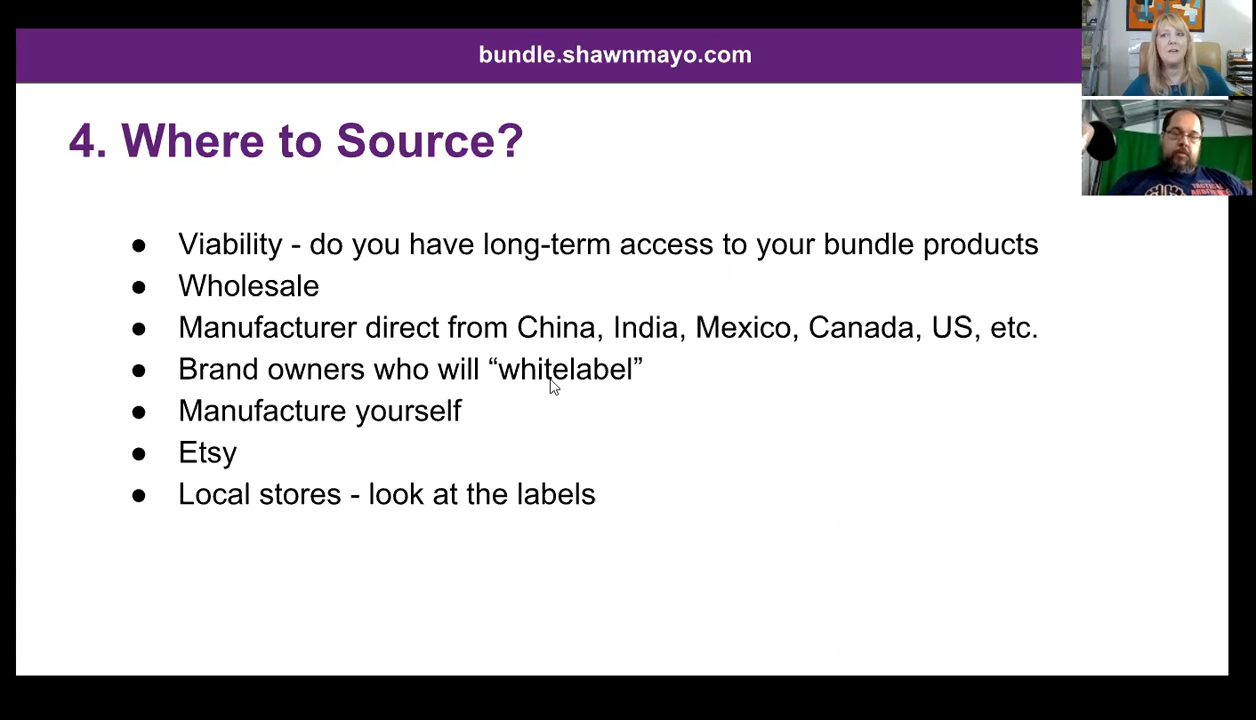 bundle.shawnmayo.com
4. Where to Source?
● Viability - do you have long-term access to your bundle products
● Wholesale
● Manufacturer direct from China, India, Mexico, Canada, US, etc.
● Brand owners who will “whitelabel”
● Manufacture yourself
● Etsy
● Local stores - look at the labels
TACTICAL